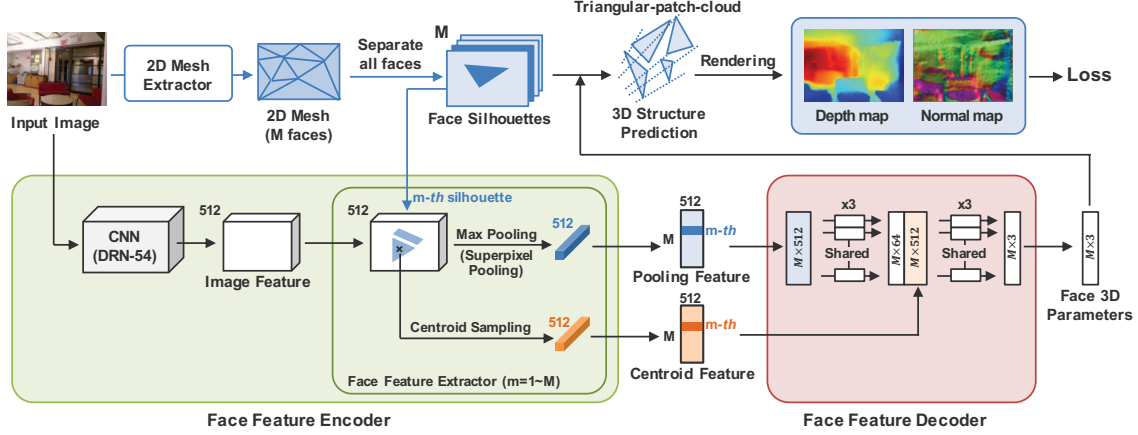 Triangular-patch-cloud
2D Mesh
Extractor
Separate
all faces
M
Rendering
Loss
Input Image
2D Mesh
(M faces)
Face Silhouettes
3D Structure
Prediction
Depth map
Normal map
m-th silhouette
512
CNN
(DRN-54)
Image Feature
512
Max Pooling
(Superpixel
Pooling)
512
Centroid Sampling
512
Face Feature Extractor (m=1~M)
Face Feature Encoder
512
M
m-th
Pooling Feature
512
M
m-th
Centroid Feature
M×512
x3
Shared
M×64
M×512
x3
Shared
M×3
Face Feature Decoder
M×3
Face 3D
Parameters